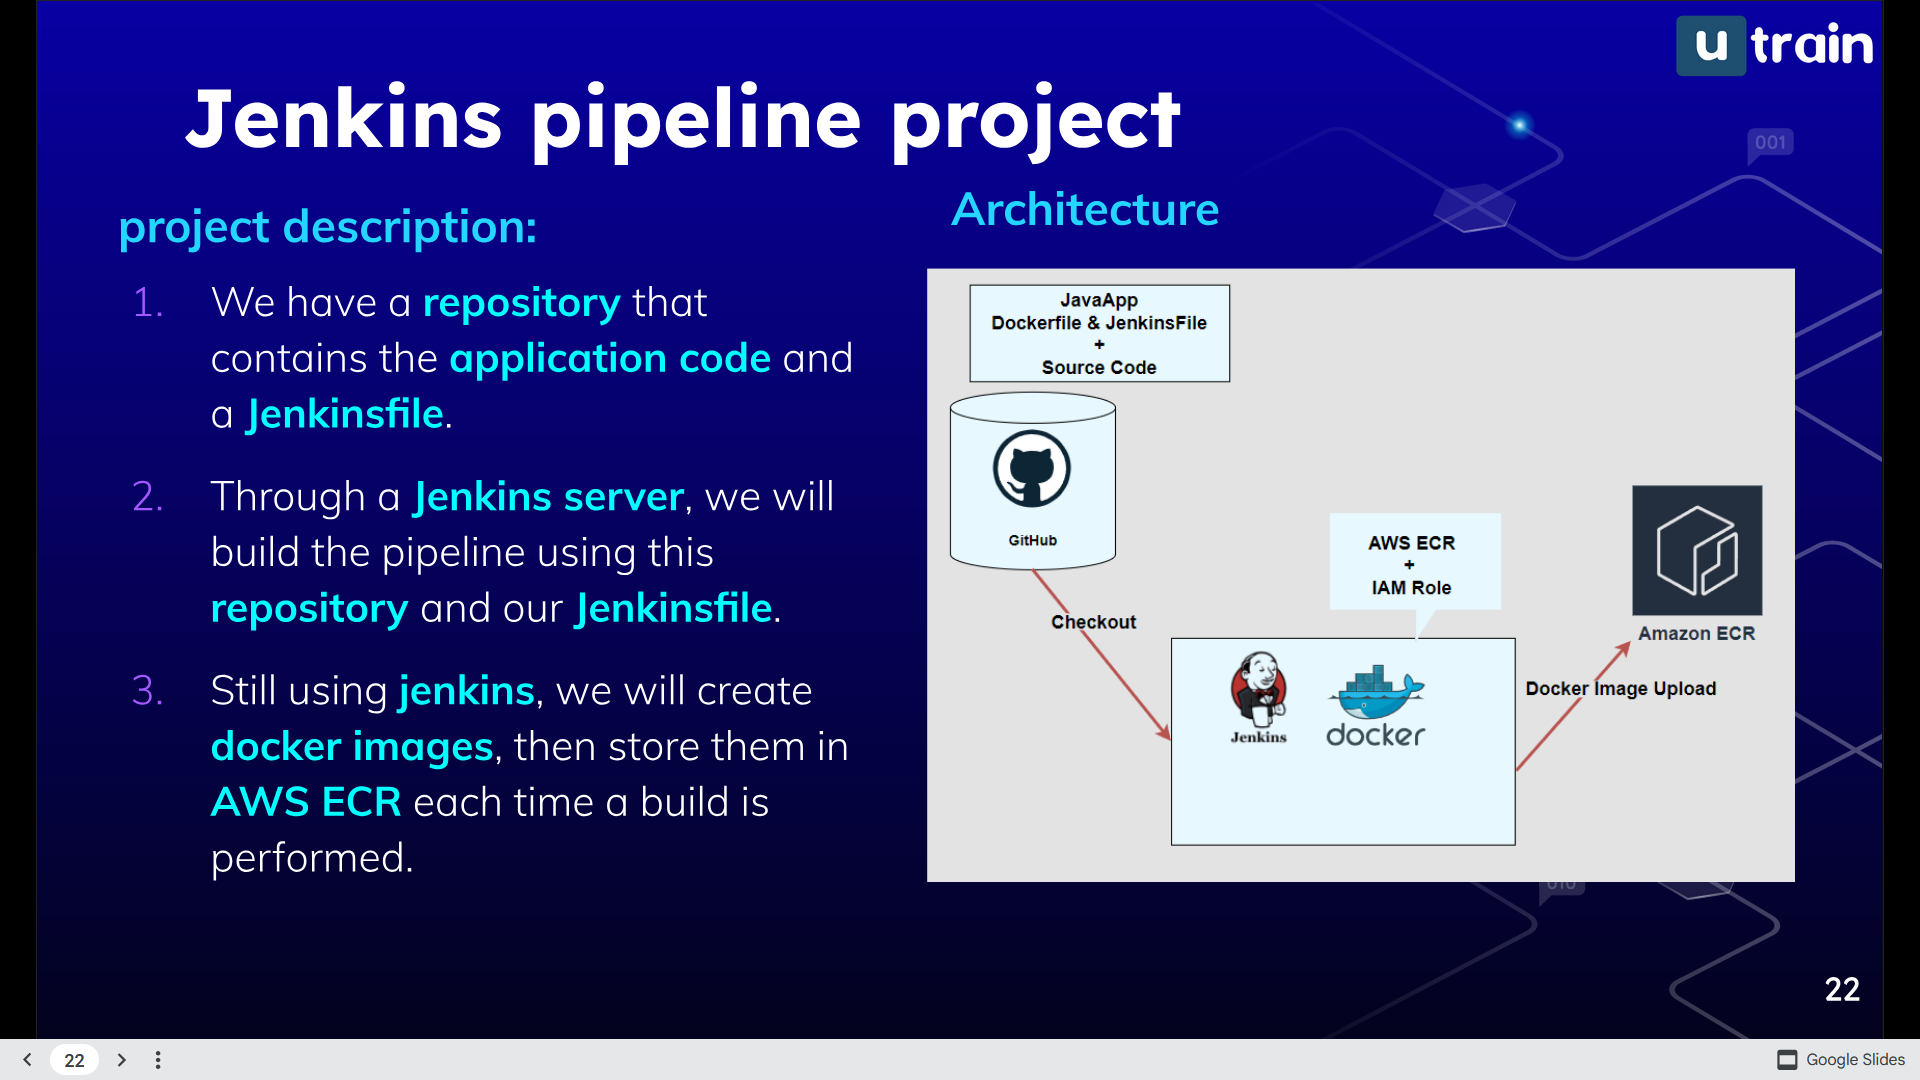 u train
Jenkins pipeline project
001
project description:
1. We have a repository that
contains the application code and
a Jenkinsfile.
2. Through a Jenkins server, we will
build the pipeline using this
repository and our Jenkinsfile.
3. Still using jenkins, we will create
docker images, then store them in
AWS ECR each time a build is
performed.
Architecture
JavaApp
Dockerfile & JenkinsFile
+
Source Code
GitHub
Checkout
AWS ECR
+
IAM Role
Jenkins
docker
Docker Image Upload
Amazon ECR
010
22
22
Google Slides